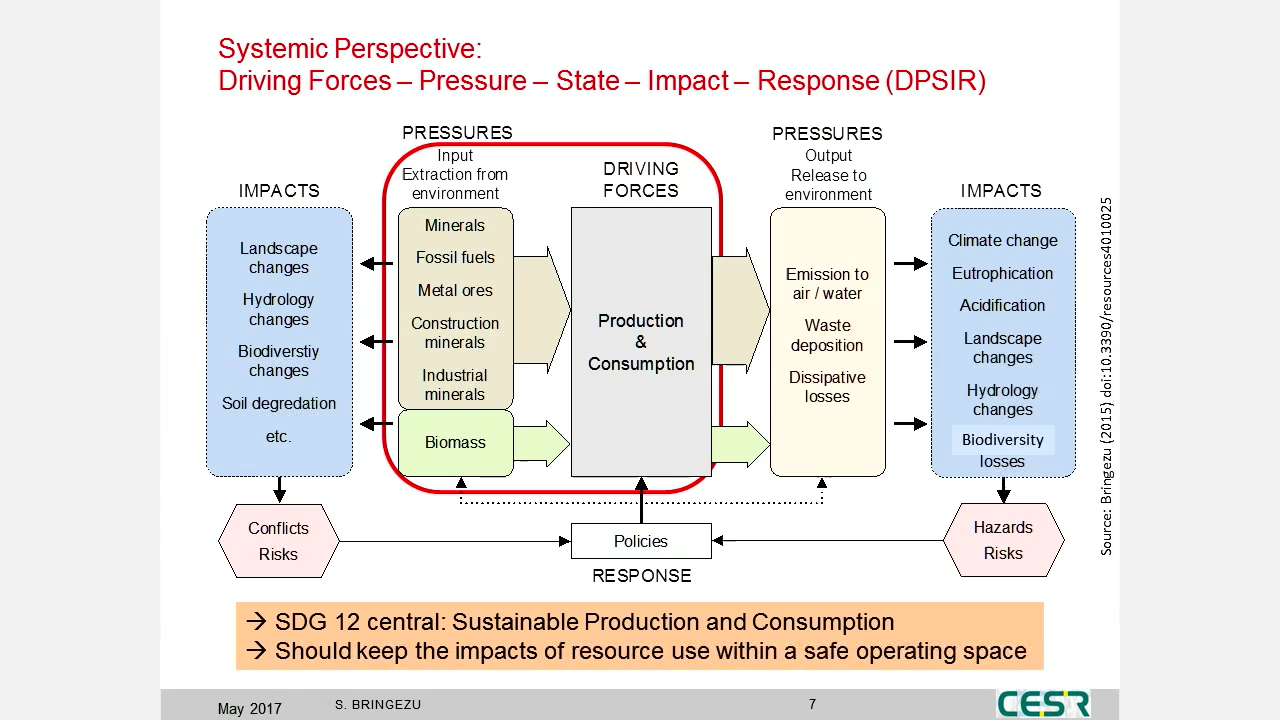 Systemic Perspective:
Driving Forces – Pressure – State – Impact – Response (DPSIR)
IMPACTS
Landscape
changes
Hydrology
changes
Biodiverstiy
changes
Soil degredation
etc.
Conflicts
Risks
PRESSURES
Input
Extraction from
environment
Minerals
Fossil fuels
Metal ores
Construction
minerals
Industrial
minerals
Biomass
DRIVING
FORCES
Production
&
Consumption
Policies
RESPONSE
PRESSURES
Output
Release to
environment
Emission to
air / water
Waste
deposition
Dissipative
losses
IMPACTS
Climate change
Eutrophication
Acidification
Landscape
changes
Hydrology
changes
Biodiversity
losses
Hazards
Risks
Source: Bringezu (2015) doi:10.3390/resources4010025
→ SDG 12 central: Sustainable Production and Consumption
→ Should keep the impacts of resource use within a safe operating space
May 2017
S. BRINGEZU
7
CESR